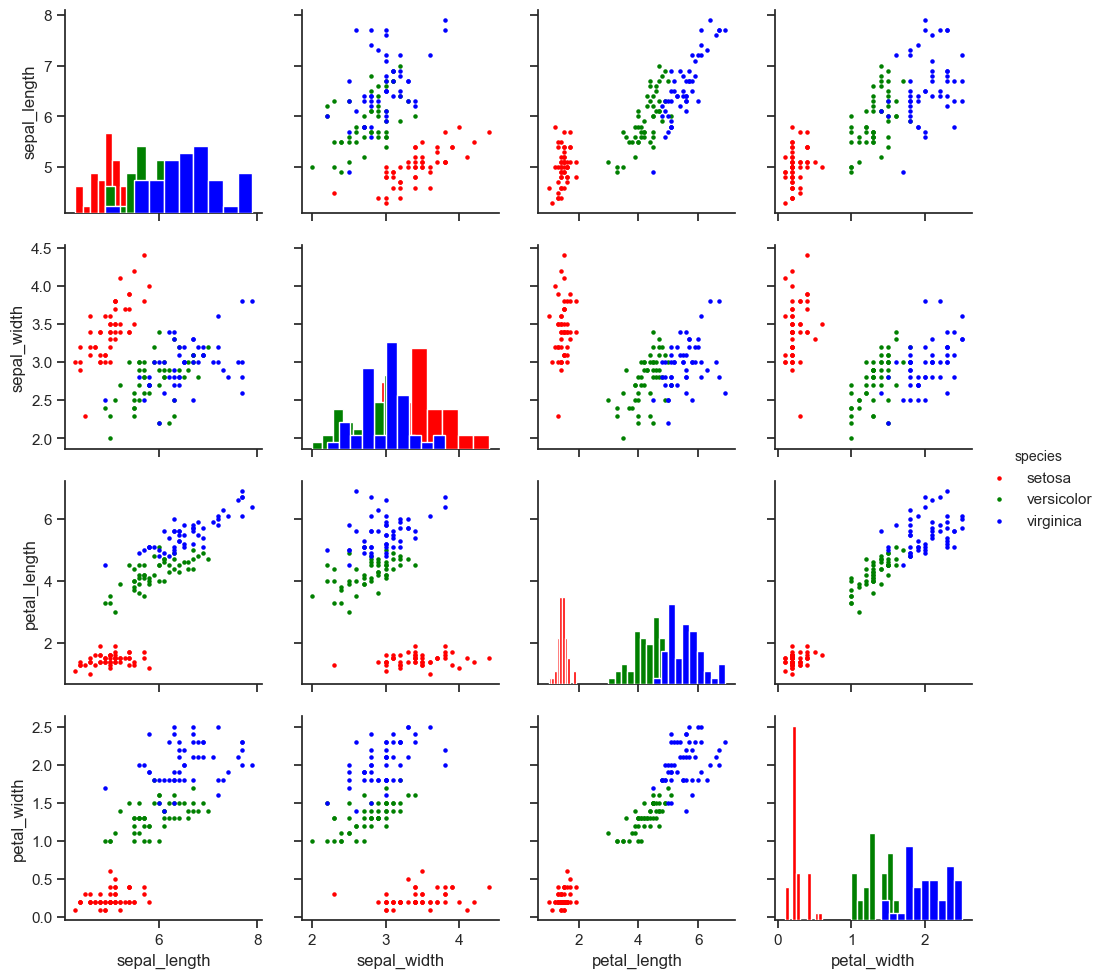 8
7
6
5
sepal_length
4.5
4.0
3.5
3.0
2.5
2.0
sepal_width
species
setosa
versicolor
virginica
6
4
2
petal_length
2.5
2.0
1.5
1.0
0.5
0.0
petal_width
6 8
2 3 4
2 4 6
0 1 2
sepal_length sepal_width petal_length petal_width